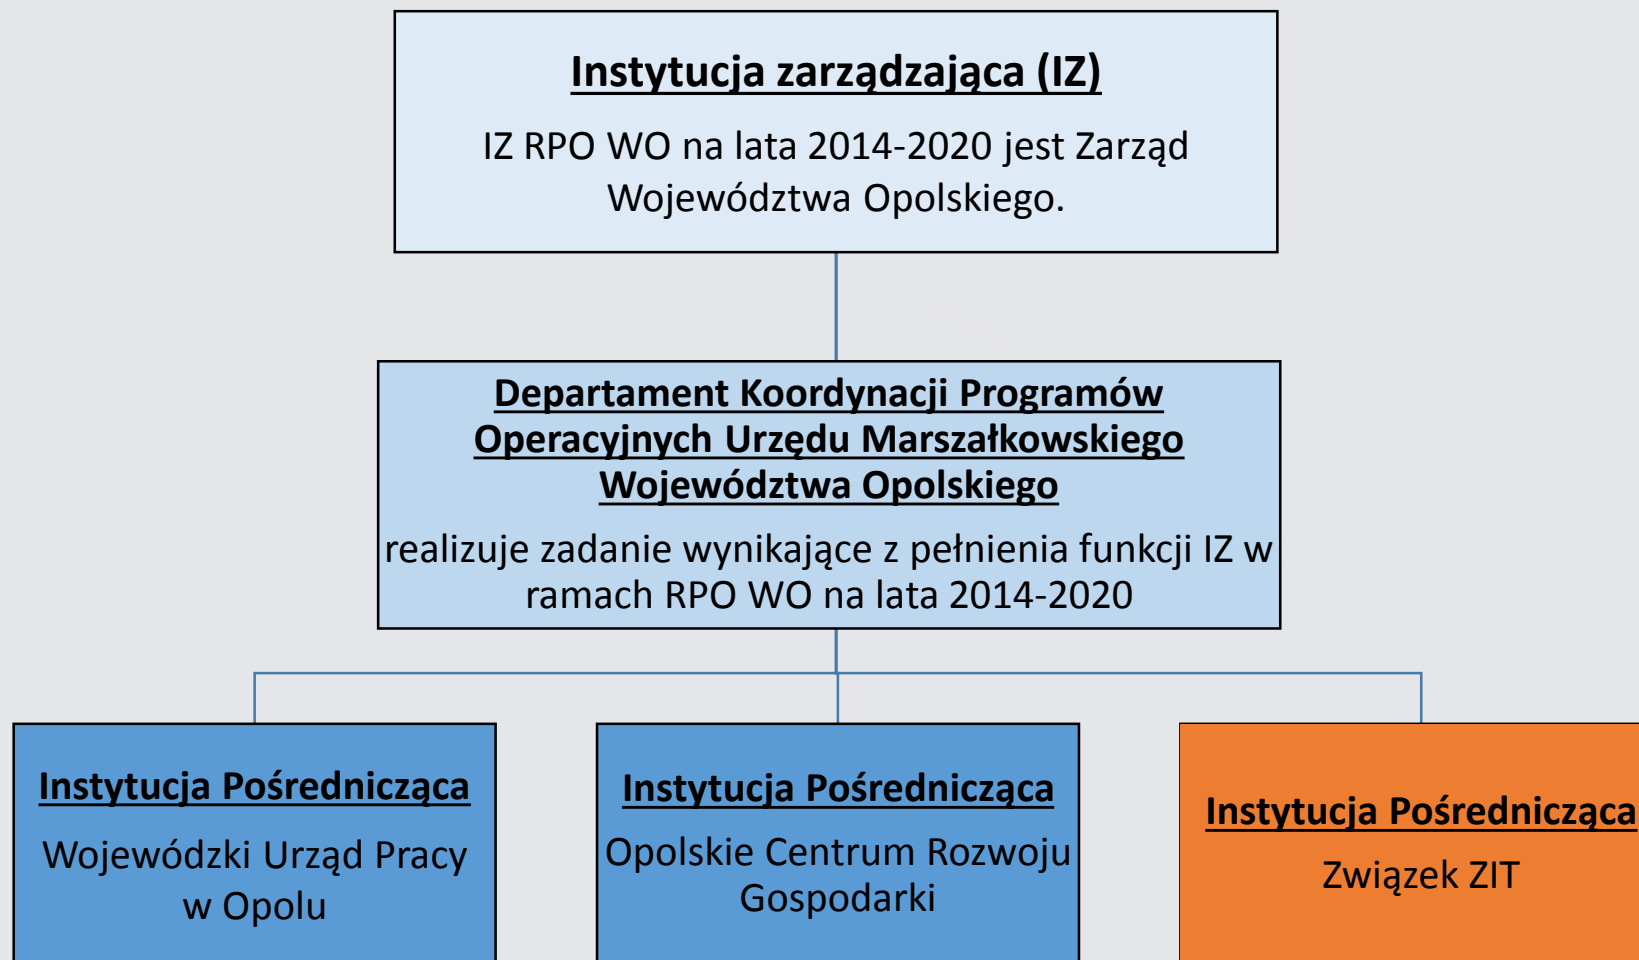 Instytucja zarządzająca (IZ)
IZ RPO WO na lata 2014-2020 jest Zarząd
Województwa Opolskiego.
Departament Koordynacji Programów
Operacyjnych Urzędu Marszałkowskiego
Województwa Opolskiego
realizuje zadanie wynikające z pełnienia funkcji IZ w
ramach RPO WO na lata 2014-2020
Instytucja Pośrednicząca
Wojewódzki Urząd Pracy
w Opolu
Instytucja Pośrednicząca
Opolskie Centrum Rozwoju
Gospodarki
Instytucja Pośrednicząca
Związek ZIT